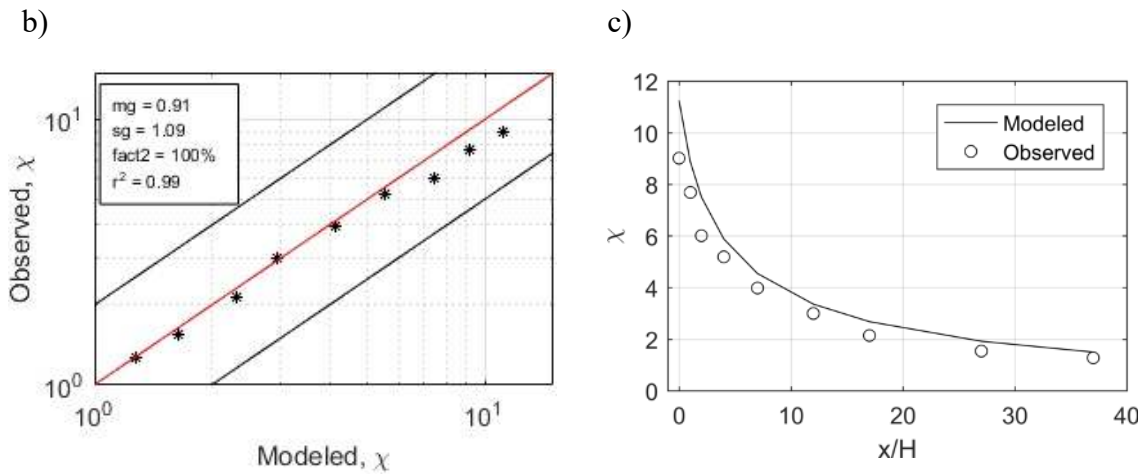 b)
mg = 0.91
sg = 1.09
fact2 = 100%
r² = 0.99
10¹
10⁰
10⁰
10¹
Observed, χ
Modeled, χ
c)
12
10
8
6
4
2
0
0
10
20
30
40
χ
x/H
Modeled
Observed